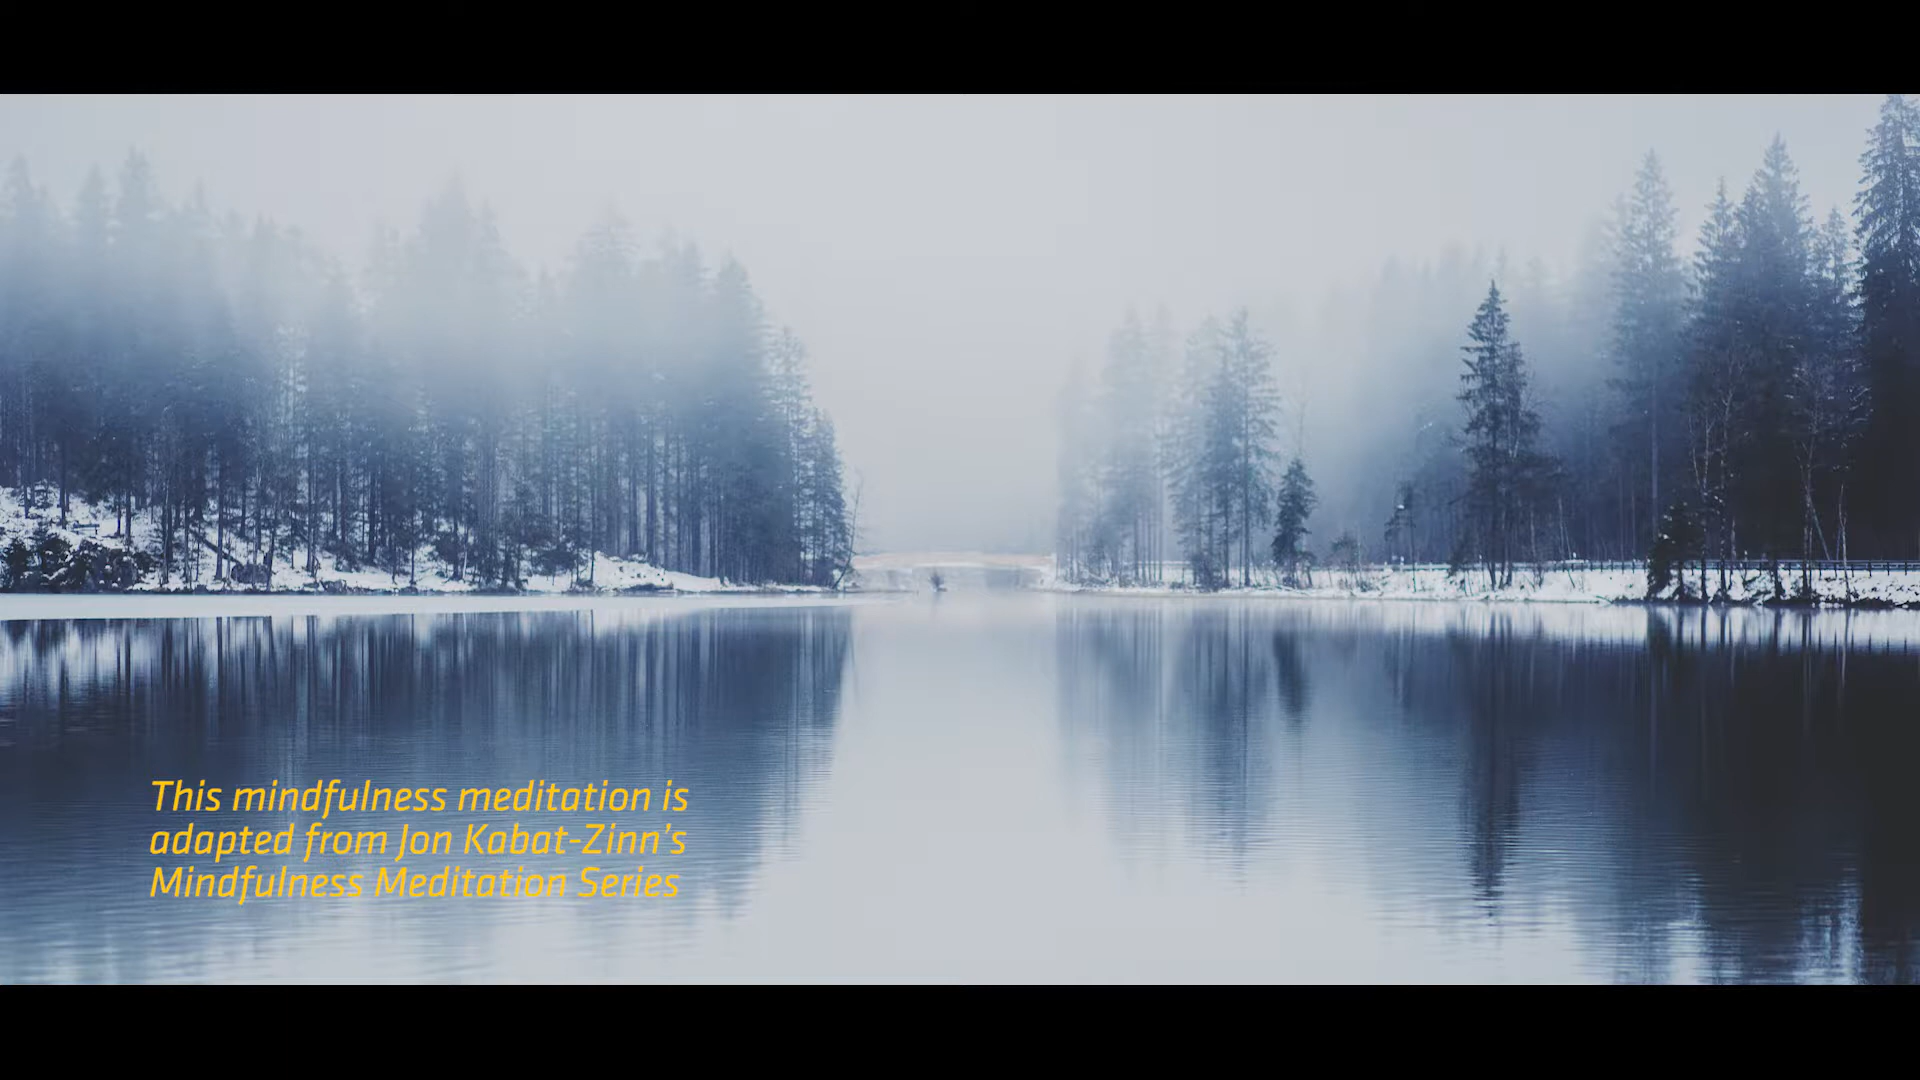 This mindfulness meditation is
adapted from Jon Kabat-Zinn's
Mindfulness Meditation Series